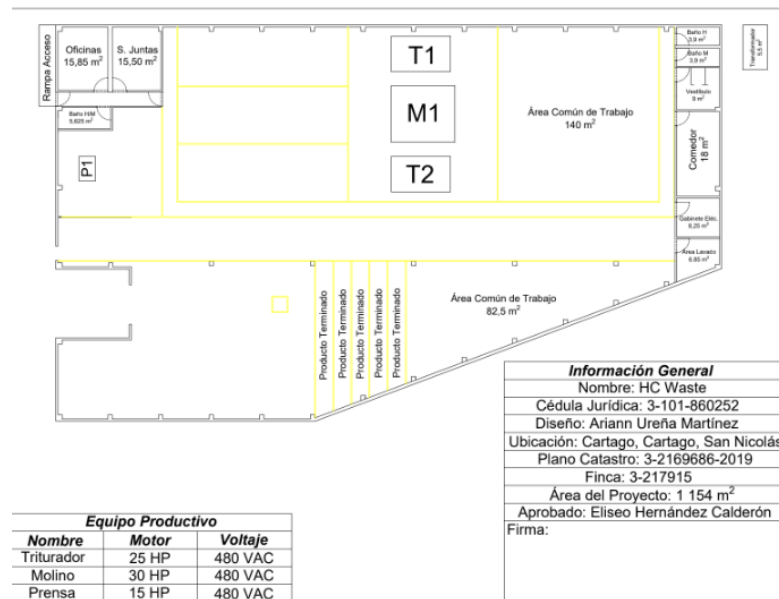 Rampa Acceso
Oficinas
15,85 m²
S. Juntas
15,50 m²
Baño H/M
5,625 m²
P1
T1
M1
T2
Área Común de Trabajo
140 m²
Baño H
3,9 m²
Baño M
3,9 m²
Vestíbulo
9 m²
Comedor
18 m²
Gabinete Eléc.
8,25 m²
Área Lavado
6,65 m²
Transformador
5,5 m²
Producto Terminado
Producto Terminado
Producto Terminado
Producto Terminado
Producto Terminado
Área Común de Trabajo
82,5 m²
Información General
Nombre: HC Waste
Cédula Jurídica: 3-101-860252
Diseño: Ariann Ureña Martínez
Ubicación: Cartago, Cartago, San Nicolás
Plano Catastro: 3-2169686-2019
Finca: 3-217915
Área del Proyecto: 1 154 m²
Aprobado: Eliseo Hernández Calderón
Firma:
Equipo Productivo
Nombre Motor Voltaje
Triturador 25 HP 480 VAC
Molino 30 HP 480 VAC
Prensa 15 HP 480 VAC